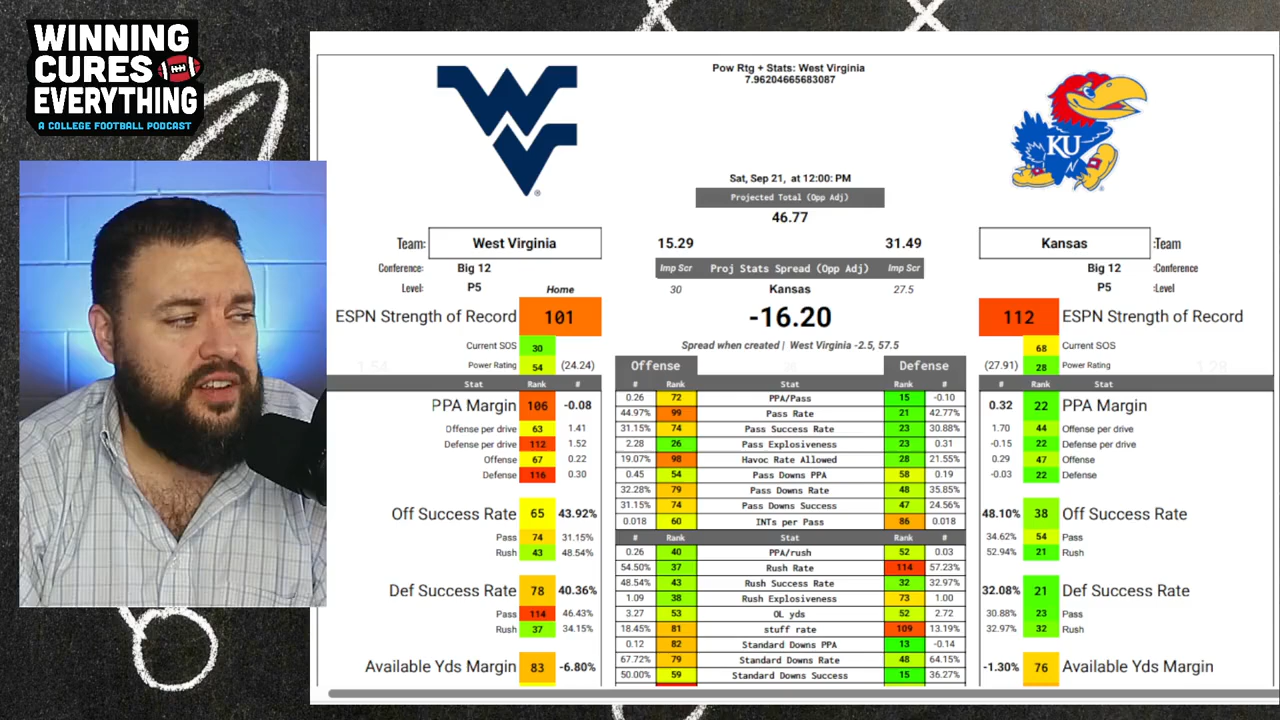 WINNING
CURES
EVERYTHING
A COLLEGE FOOTBALL PODCAST
Pow Rtg + Stats: West Virginia
7.96204665683087
WV
®
KU
®
Sat, Sep 21, at 12:00: PM
Projected Total (Opp Adj)
46.77
Team: West Virginia 15.29 31.49 Kansas :Team
Conference: Big 12 Imp Scr Proj Stats Spread (Opp Adj) Imp Scr Big 12 :Conference
Level: P5 Home 30 Kansas 27.5 P5 :Level
ESPN Strength of Record 101 -16.20 112 ESPN Strength of Record
Current SOS 30 Spread when created | West Virginia -2.5, 57.5 68 Current SOS
Power Rating 54 (24.24) Offense Defense (27.91) 28 Power Rating
Stat Rank # # Rank Stat Rank # # Rank Stat
PPA Margin 106 -0.08 0.32 22 PPA Margin
Offense per drive 63 1.41 1.70 44 Offense per drive
Defense per drive 112 1.52 -0.15 22 Defense per drive
Offense 67 0.22 0.29 47 Offense
Defense 116 0.30 -0.03 22 Defense
Off Success Rate 65 43.92% 48.10% 38 Off Success Rate
Pass 74 31.15% 34.62% 54 Pass
Rush 43 48.54% 52.94% 21 Rush
Def Success Rate 78 40.36% 32.08% 21 Def Success Rate
Pass 114 46.43% 30.88% 23 Pass
Rush 37 34.15% 32.97% 32 Rush
Available Yds Margin 83 -6.80% -1.30% 76 Available Yds Margin
0.26 72 PPA/Pass 15 -0.10
44.97% 99 Pass Rate 21 42.77%
31.15% 74 Pass Success Rate 23 30.88%
2.28 26 Pass Explosiveness 23 0.31
19.07% 98 Havoc Rate Allowed 28 21.55%
0.45 54 Pass Downs PPA 58 0.19
32.28% 79 Pass Downs Rate 48 35.85%
31.15% 74 Pass Downs Success 47 24.56%
0.018 60 INTs per Pass 86 0.018
# Rank Stat Rank #
0.26 40 PPA/rush 52 0.03
54.50% 37 Rush Rate 114 57.23%
48.54% 43 Rush Success Rate 32 32.97%
1.09 38 Rush Explosiveness 73 1.00
3.27 53 OL yds 52 2.72
18.45% 81 stuff rate 109 13.19%
0.12 82 Standard Downs PPA 13 -0.14
67.72% 79 Standard Downs Rate 48 64.15%
50.00% 59 Standard Downs Success 15 36.27%